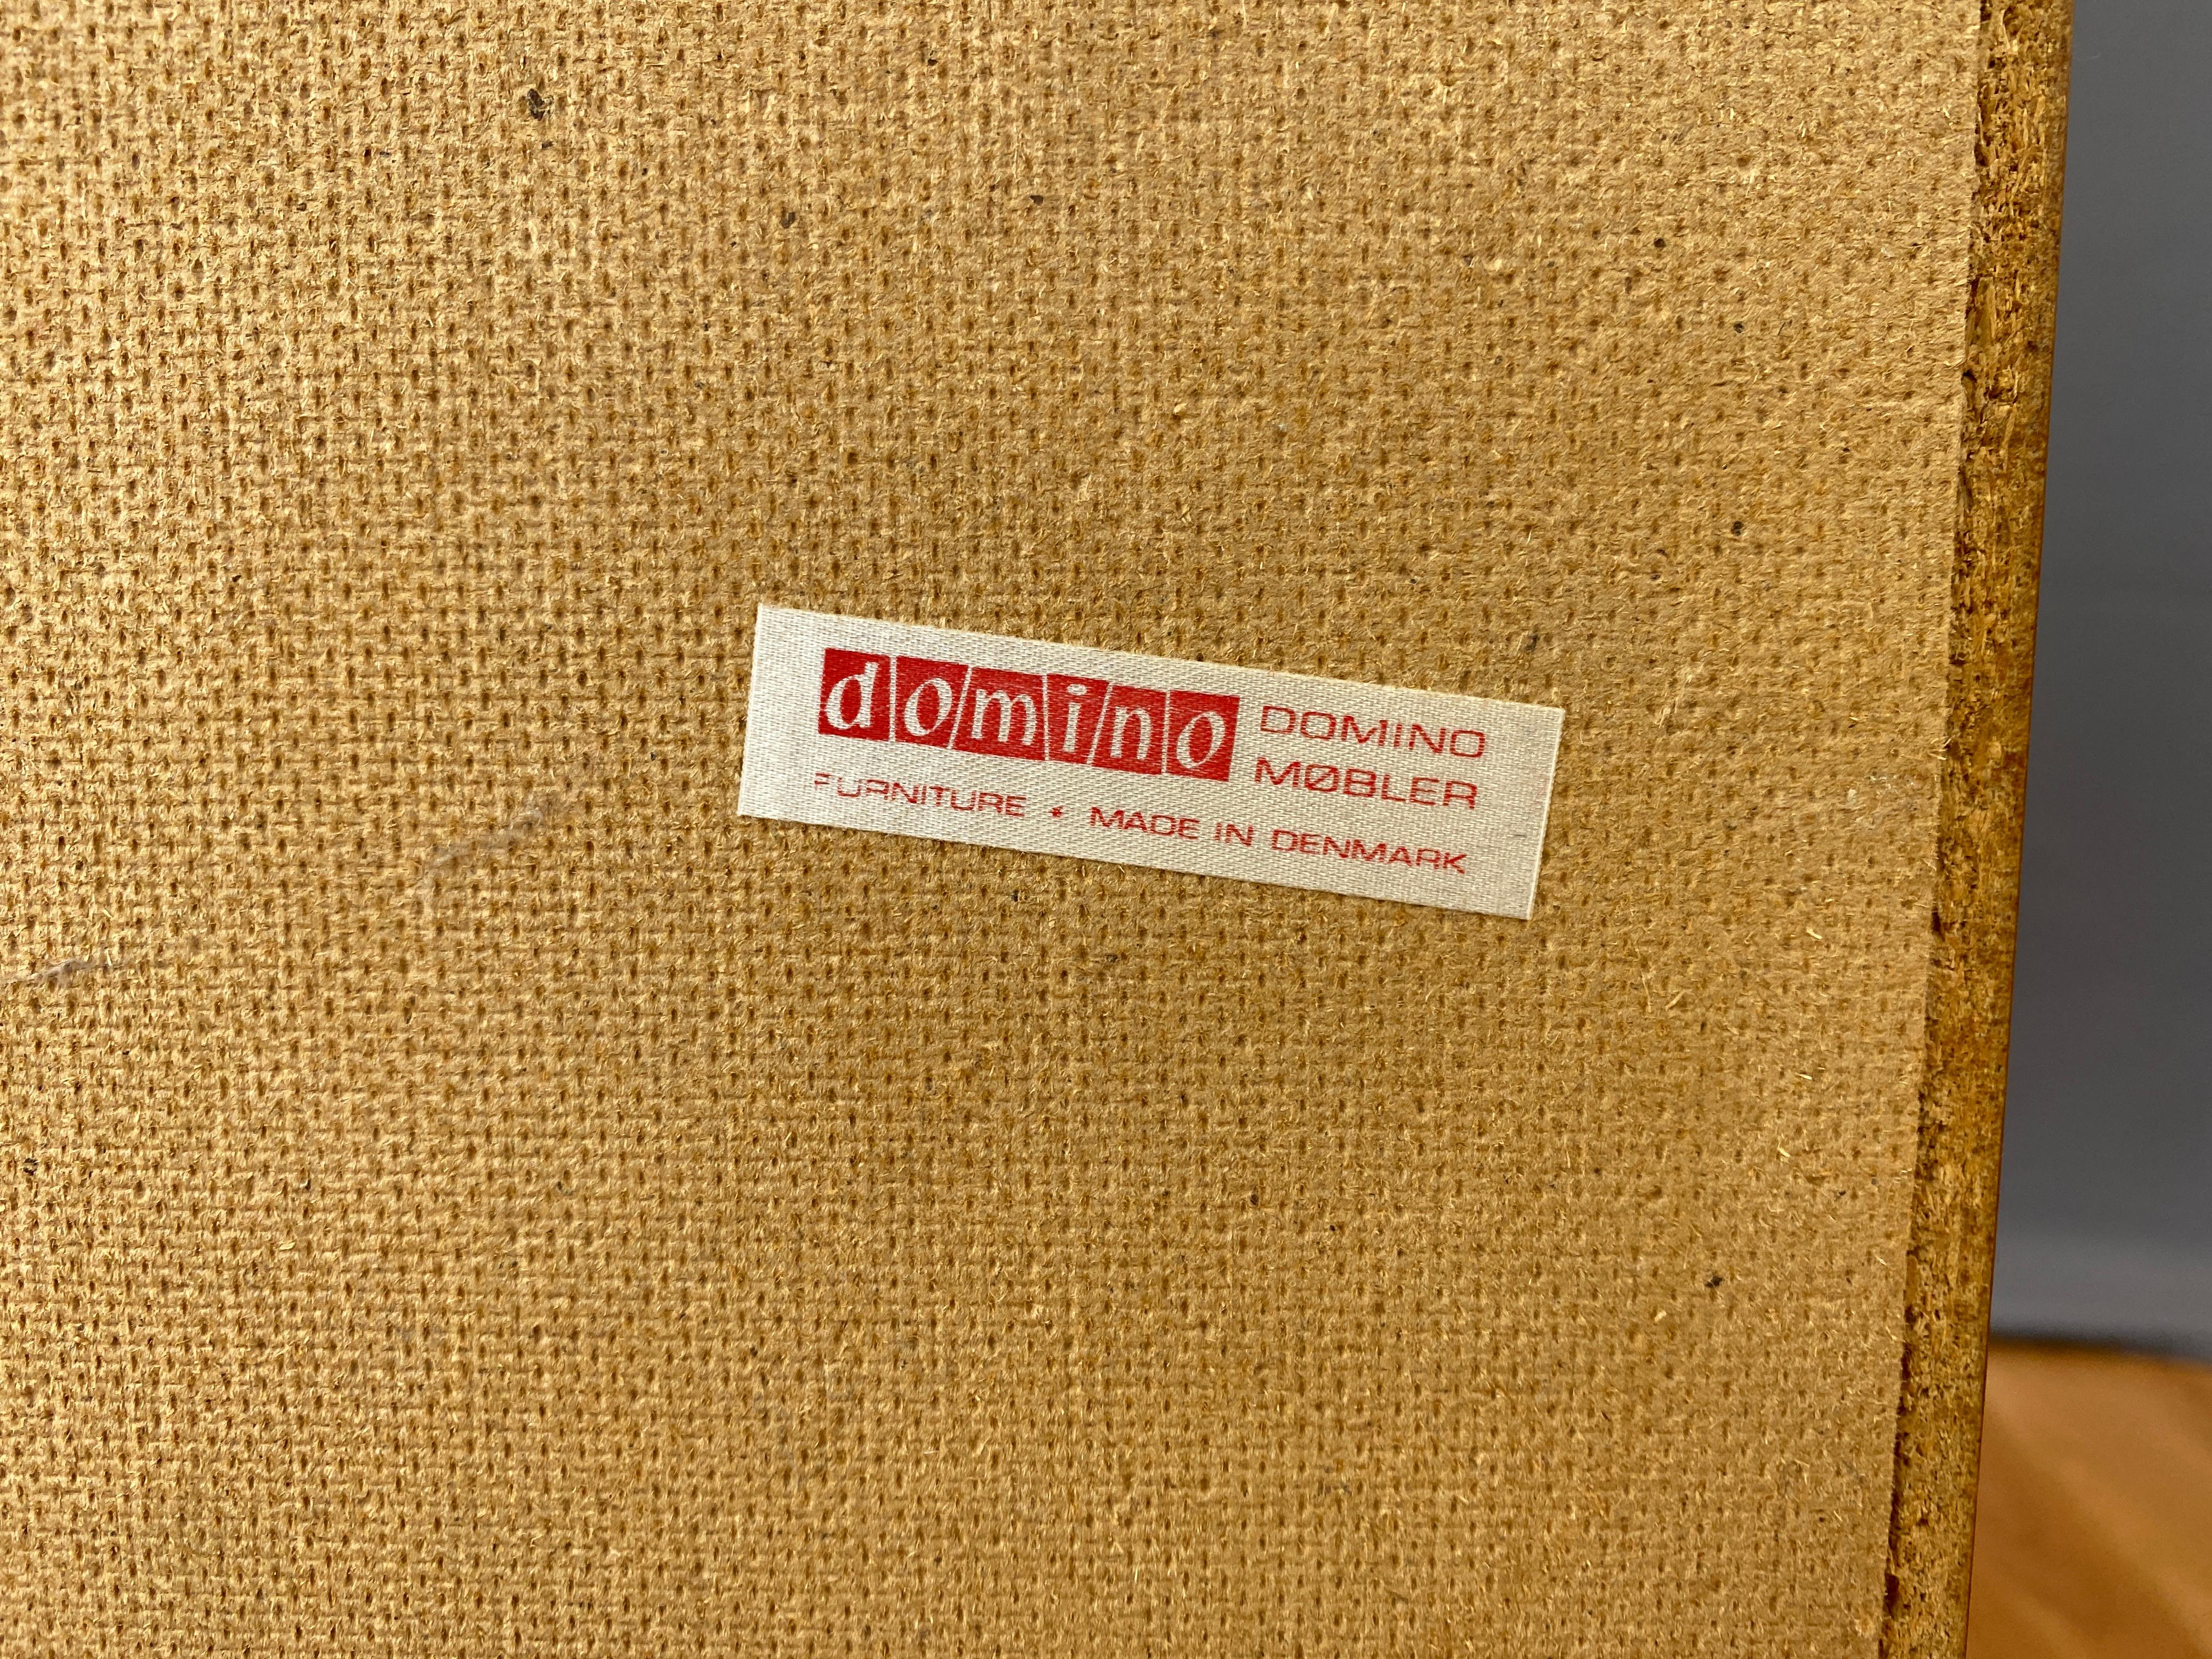 domino DOMINO
MØBLER
FURNITURE * MADE IN DENMARK